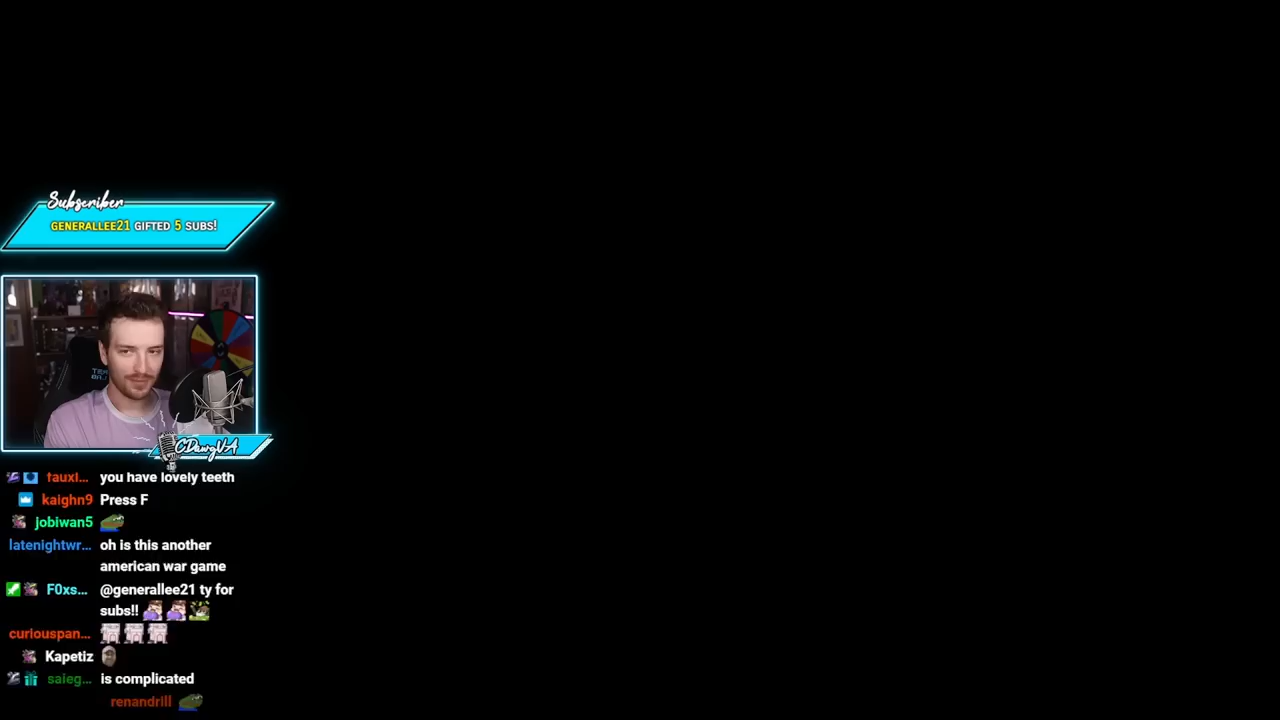 Subscriber
GENERALLEE21 GIFTED 5 SUBS!
CDawgVA
tauxl... you have lovely teeth
kaighn9 Press F
jobiwan5
latenightwr... oh is this another
american war game
F0xs... @generallee21 ty for
subs!!
curiouspan...
Kapetiz
saieg... is complicated
renandrill